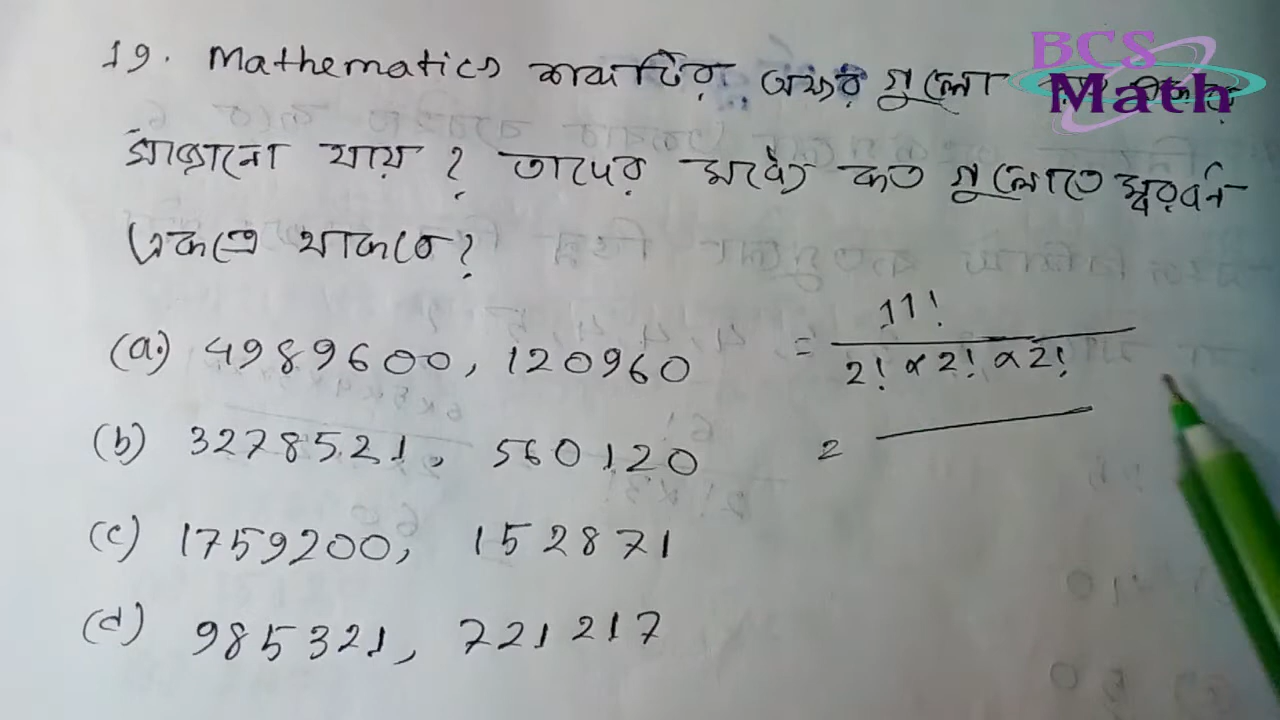 19. Mathematics শব্দটির অক্ষর গুলো
সাজানো যায় ? তাদের মধ্যে কত গুলোতে স্বরবর্ন
একত্রে থাকবে ?
(a) 4989600, 120960
(b) 3278521, 560120
(c) 1759200, 152871
(d) 985321, 721217
= 11! / 2! × 2! × 2!
=
BCS
Math